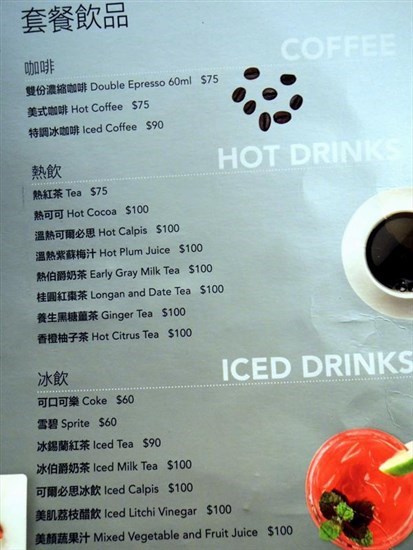 套餐飲品
COFFEE
咖啡
雙份濃縮咖啡 Double Epresso 60ml $75
美式咖啡 Hot Coffee $75
特調冰咖啡 Iced Coffee $90
HOT DRINKS
熱飲
熱紅茶 Tea $75
熱可可 Hot Cocoa $100
溫熱可爾必思 Hot Calpis $100
溫熱紫蘇梅汁 Hot Plum Juice $100
熱伯爵奶茶 Early Gray Milk Tea $100
桂圓紅棗茶 Longan and Date Tea $100
養生黑糖薑茶 Ginger Tea $100
香橙柚子茶 Hot Citrus Tea $100
ICED DRINKS
冰飲
可口可樂 Coke $60
雪碧 Sprite $60
冰錫蘭紅茶 Iced Tea $90
冰伯爵奶茶 Iced Milk Tea $100
可爾必思冰飲 Iced Calpis $100
美肌荔枝醋飲 Iced Litchi Vinegar $100
美顏蔬果汁 Mixed Vegetable and Fruit Juice $100